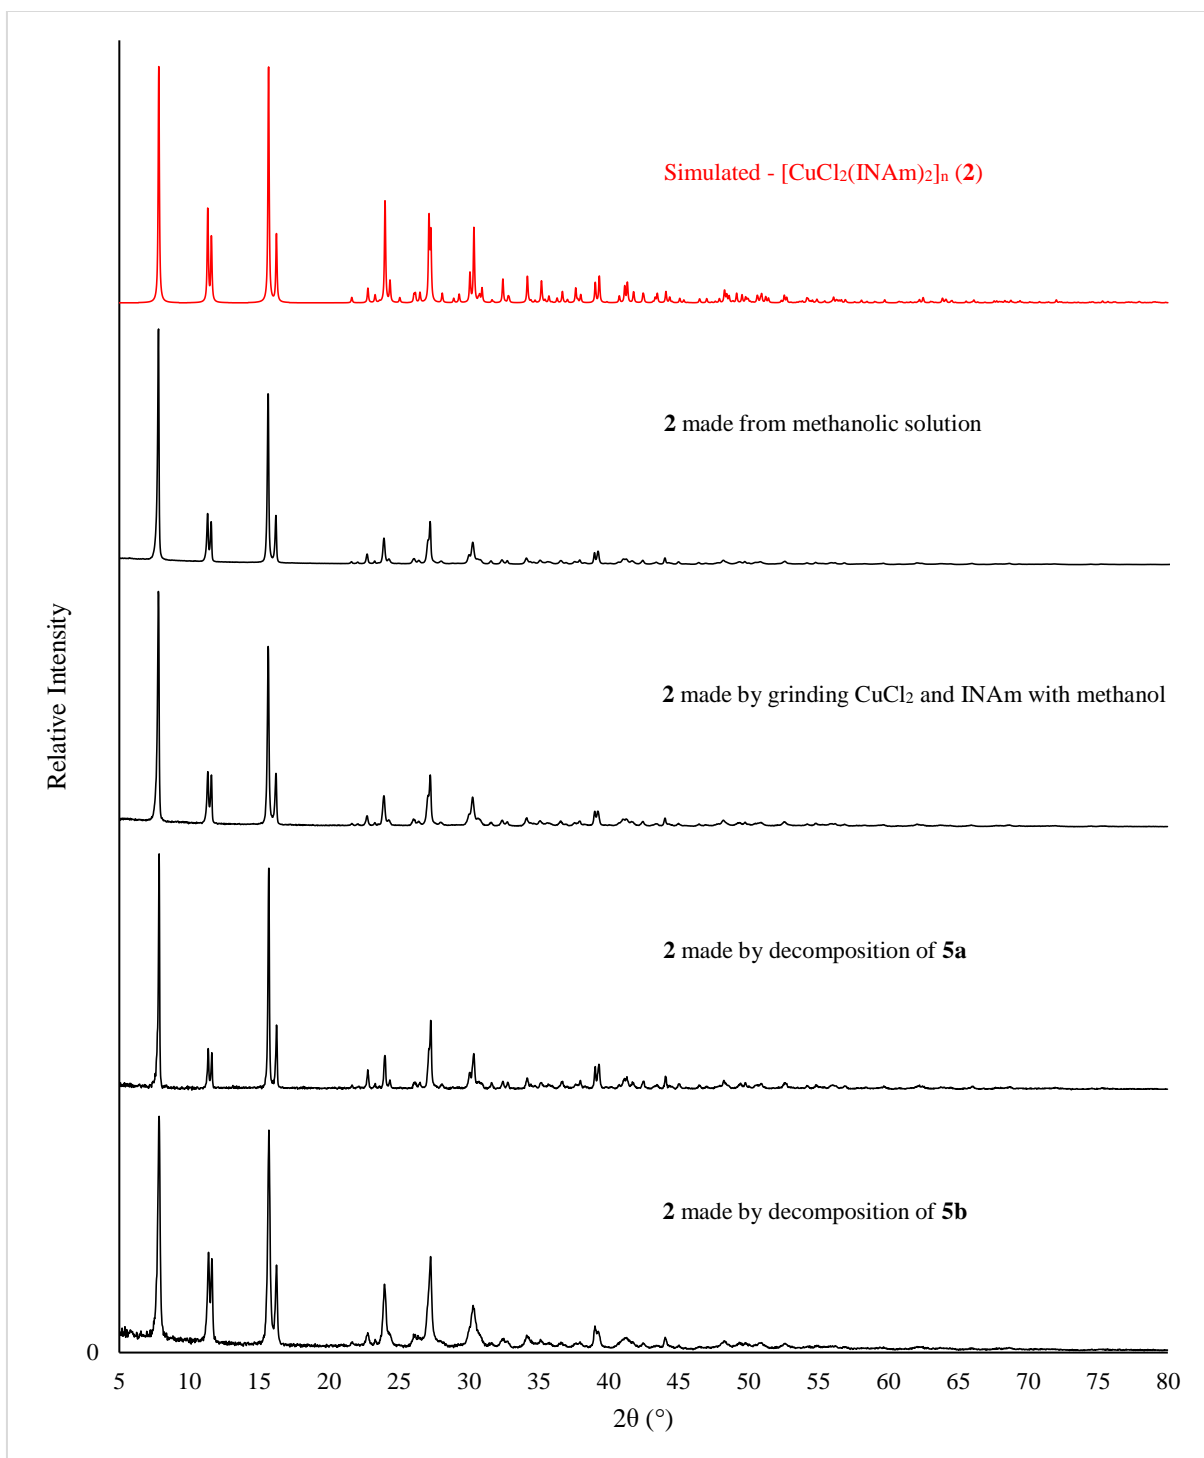 Simulated - [CuCl₂(INAm)₂]ₙ (2)
2 made from methanolic solution
2 made by grinding CuCl₂ and INAm with methanol
2 made by decomposition of 5a
2 made by decomposition of 5b
Relative Intensity
0
5 10 15 20 25 30 35 40 45 50 55 60 65 70 75 80
2θ (°)